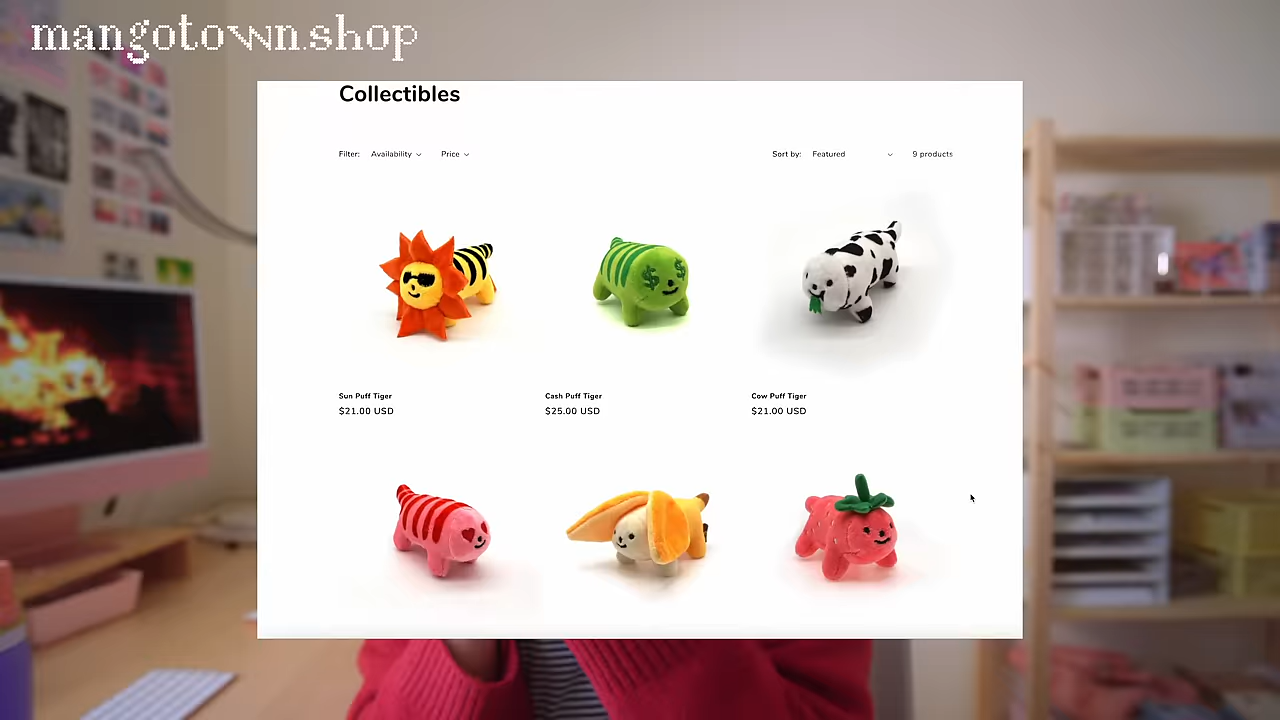 mangotown.shop
Collectibles
Filter: Availability Price Sort by: Featured 9 products
Sun Puff Tiger Cash Puff Tiger Cow Puff Tiger
$21.00 USD $25.00 USD $21.00 USD